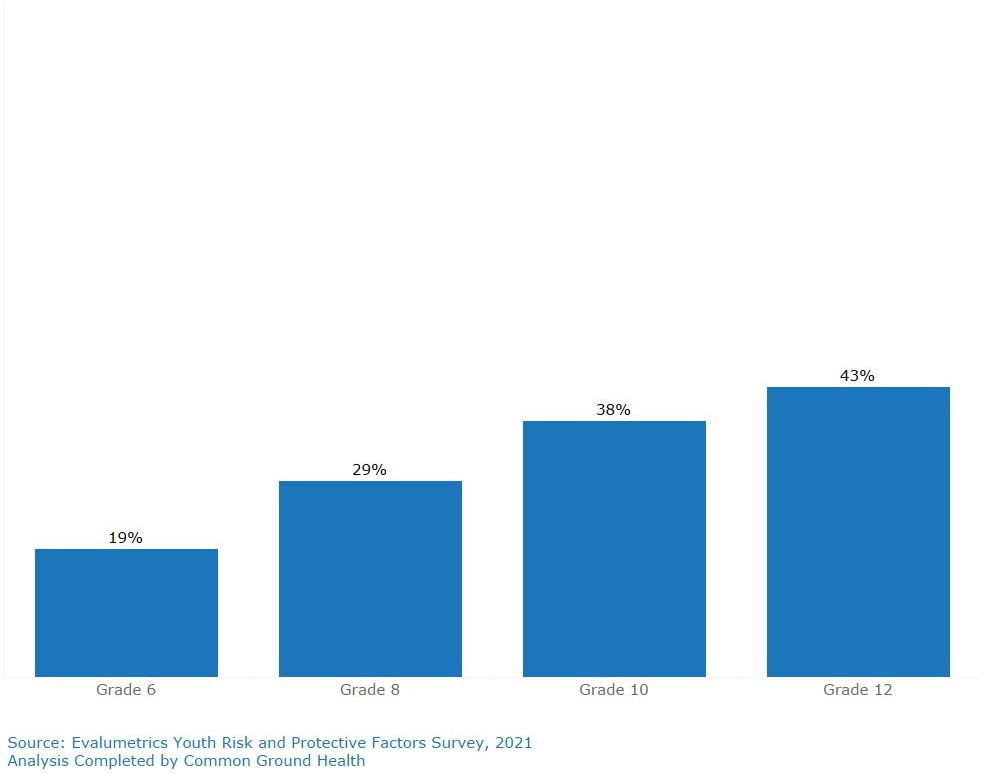 43%
38%
29%
19%
Grade 6 Grade 8 Grade 10 Grade 12
Source: Evalumetrics Youth Risk and Protective Factors Survey, 2021
Analysis Completed by Common Ground Health